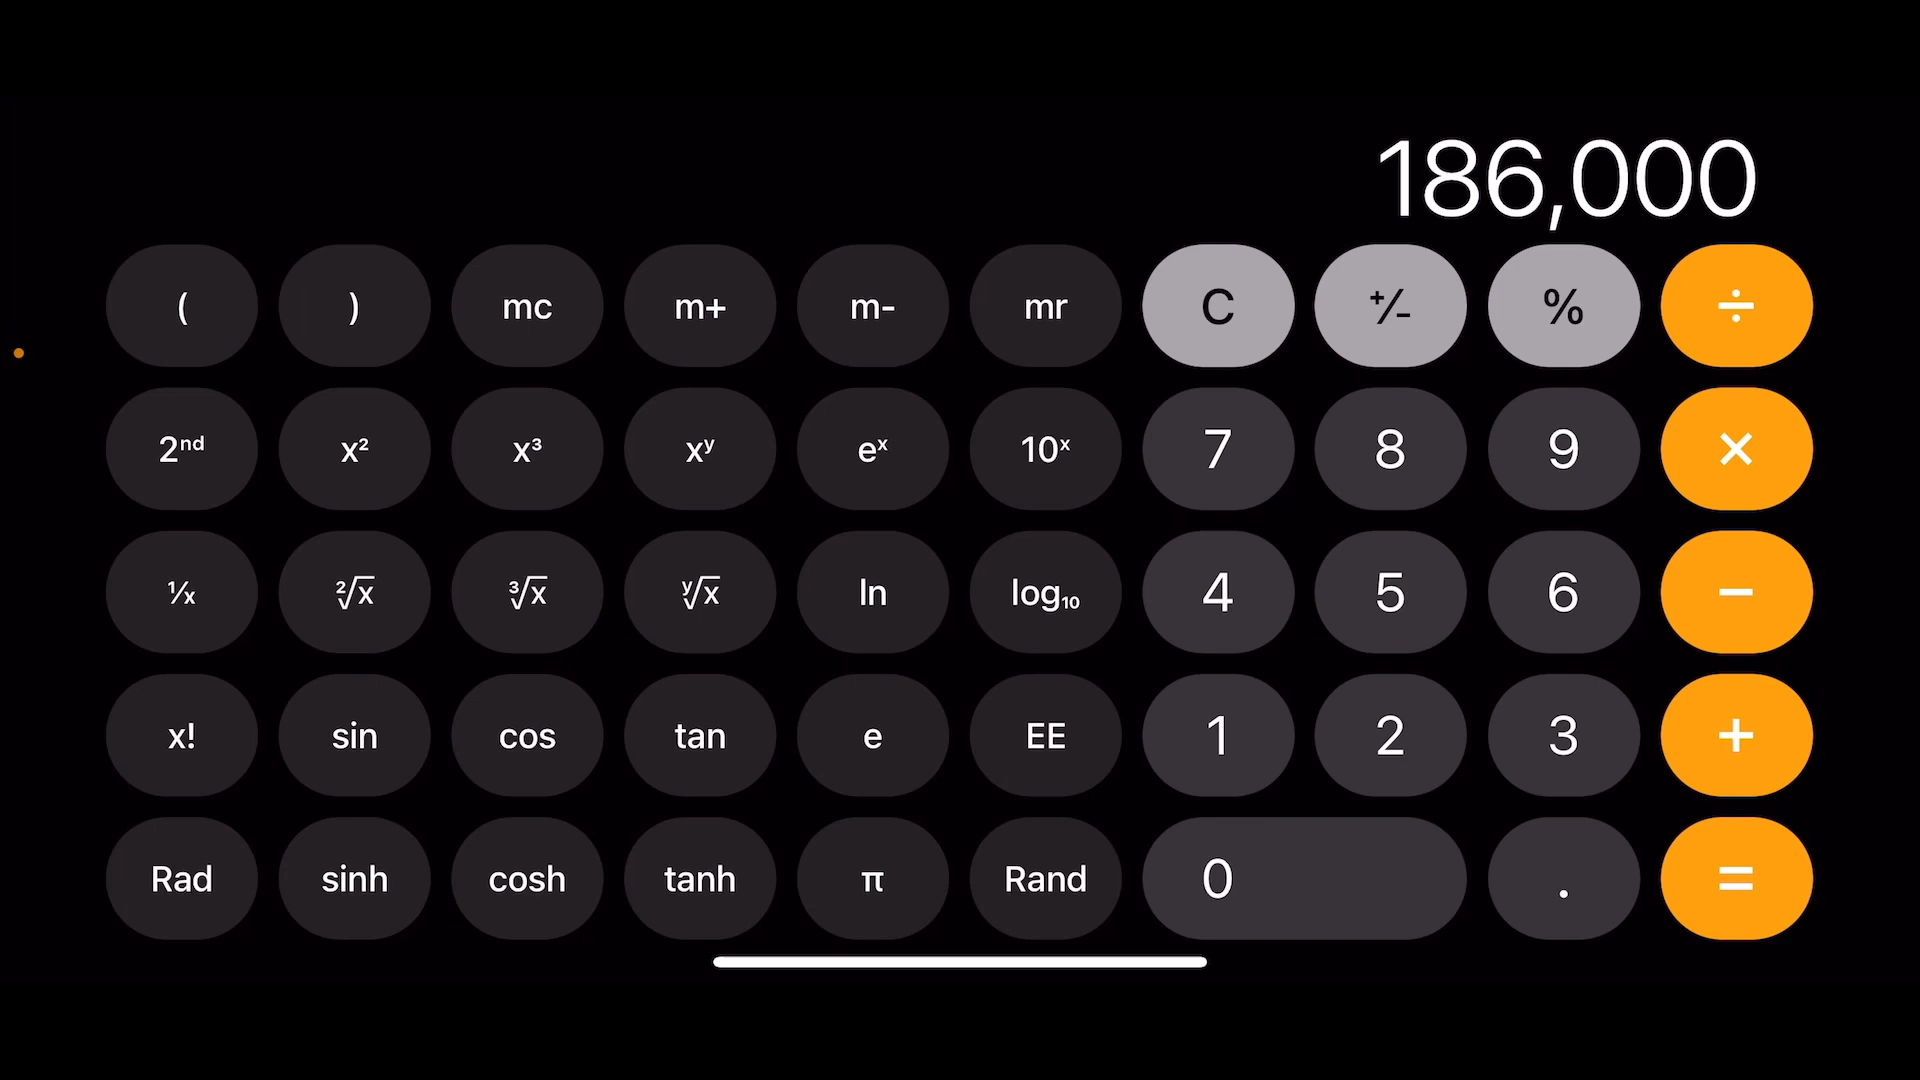 186,000
( ) mc m+ m- mr C ⁺∕₋ % ÷
2ⁿᵈ x² x³ xʸ eˣ 10ˣ 7 8 9 ×
¹∕ₓ ²√x ³√x ʸ√x ln log₁₀ 4 5 6 −
x! sin cos tan e EE 1 2 3 +
Rad sinh cosh tanh π Rand 0 . =